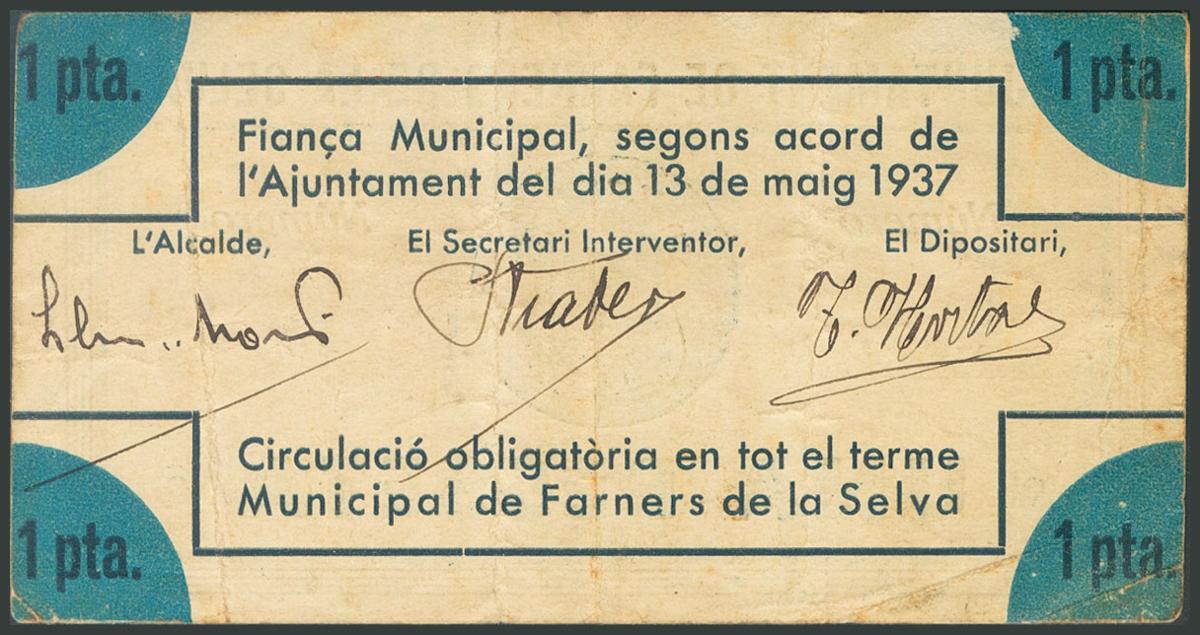 1 pta.
1 pta.
Fiança Municipal, segons acord de
l'Ajuntament del dia 13 de maig 1937
L'Alcalde,
El Secretari Interventor,
El Dipositari,
Circulació obligatòria en tot el terme
Municipal de Farners de la Selva
1 pta.
1 pta.